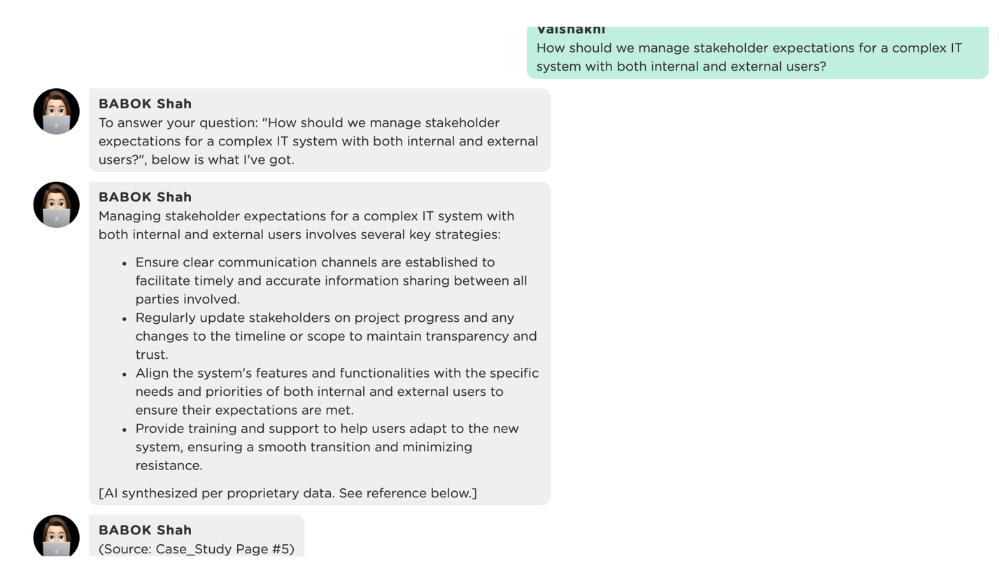 Vaishakhi
How should we manage stakeholder expectations for a complex IT
system with both internal and external users?
BABOK Shah
To answer your question: "How should we manage stakeholder
expectations for a complex IT system with both internal and external
users?", below is what I've got.
BABOK Shah
Managing stakeholder expectations for a complex IT system with
both internal and external users involves several key strategies:
• Ensure clear communication channels are established to
facilitate timely and accurate information sharing between all
parties involved.
• Regularly update stakeholders on project progress and any
changes to the timeline or scope to maintain transparency and
trust.
• Align the system's features and functionalities with the specific
needs and priorities of both internal and external users to
ensure their expectations are met.
• Provide training and support to help users adapt to the new
system, ensuring a smooth transition and minimizing
resistance.
[AI synthesized per proprietary data. See reference below.]
BABOK Shah
(Source: Case_Study Page #5)